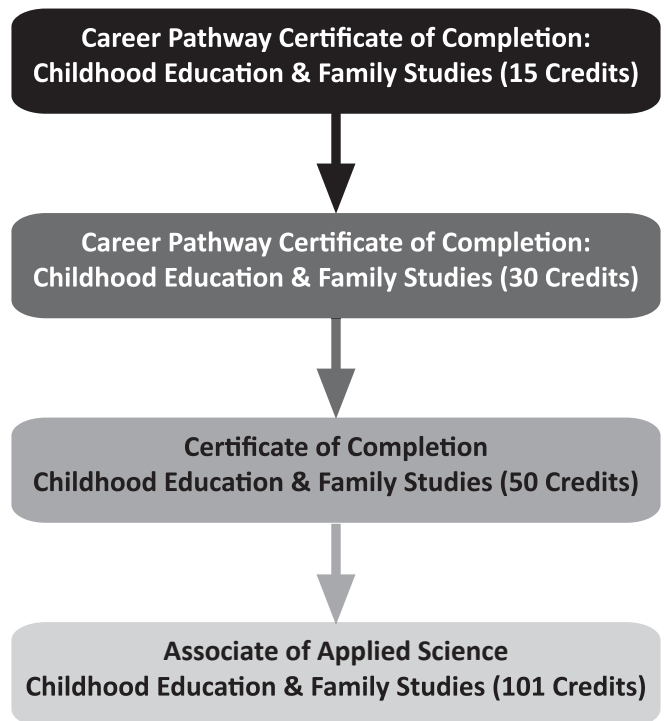 Career Pathway Certificate of Completion:
Childhood Education & Family Studies (15 Credits)
Career Pathway Certificate of Completion:
Childhood Education & Family Studies (30 Credits)
Certificate of Completion
Childhood Education & Family Studies (50 Credits)
Associate of Applied Science
Childhood Education & Family Studies (101 Credits)